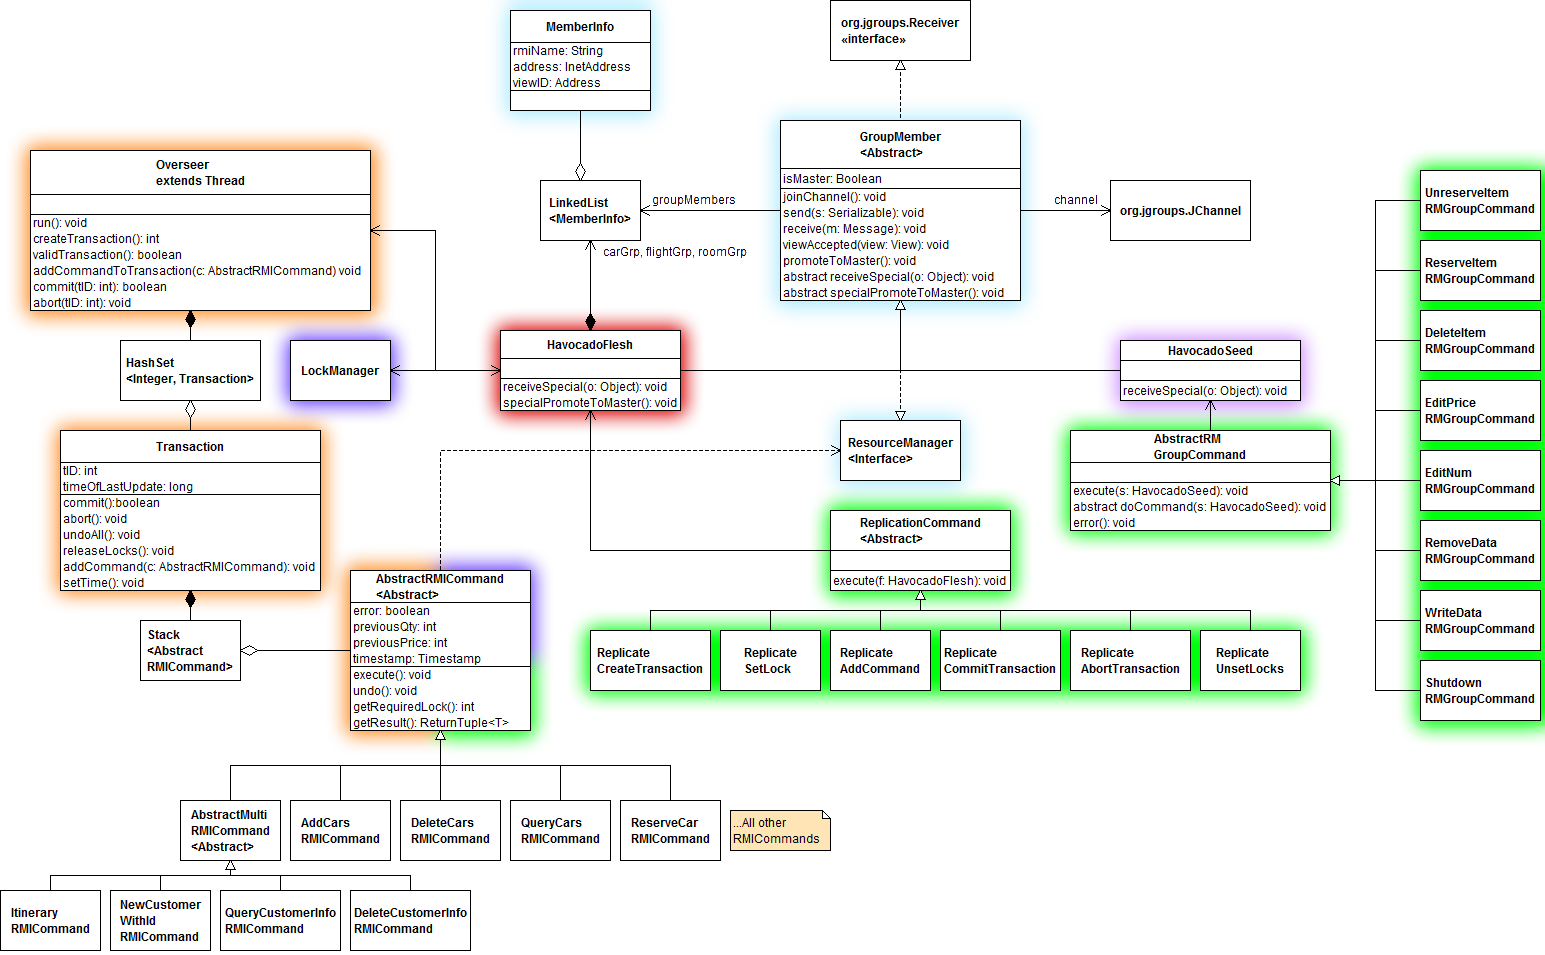 MemberInfo
rmiName: String
address: InetAddress
viewID: Address
org.jgroups.Receiver
«interface»
GroupMember
<Abstract>
isMaster: Boolean
joinChannel(): void
send(s: Serializable): void
receive(m: Message): void
viewAccepted(view: View): void
promoteToMaster(): void
abstract receiveSpecial(o: Object): void
abstract specialPromoteToMaster(): void
Overseer
extends Thread
run(): void
createTransaction(): int
validTransaction(): boolean
addCommandToTransaction(c: AbstractRMICommand) void
commit(tID: int): boolean
abort(tID: int): void
LinkedList
<MemberInfo>
groupMembers
carGrp, flightGrp, roomGrp
channel
org.jgroups.JChannel
HashSet
<Integer, Transaction>
LockManager
HavocadoFlesh
receiveSpecial(o: Object): void
specialPromoteToMaster(): void
HavocadoSeed
receiveSpecial(o: Object): void
ResourceManager
<Interface>
AbstractRM
GroupCommand
execute(s: HavocadoSeed): void
abstract doCommand(s: HavocadoSeed): void
error(): void
UnreserveItem
RMGroupCommand
ReserveItem
RMGroupCommand
DeleteItem
RMGroupCommand
EditPrice
RMGroupCommand
EditNum
RMGroupCommand
RemoveData
RMGroupCommand
WriteData
RMGroupCommand
Shutdown
RMGroupCommand
Transaction
tID: int
timeOfLastUpdate: long
commit():boolean
abort(): void
undoAll(): void
releaseLocks(): void
addCommand(c: AbstractRMICommand): void
setTime(): void
Stack
<Abstract
RMICommand>
AbstractRMICommand
<Abstract>
error: boolean
previousQty: int
previousPrice: int
timestamp: Timestamp
execute(): void
undo(): void
getRequiredLock(): int
getResult(): ReturnTuple<T>
ReplicationCommand
<Abstract>
execute(f: HavocadoFlesh): void
Replicate
CreateTransaction
Replicate
SetLock
Replicate
AddCommand
Replicate
CommitTransaction
Replicate
AbortTransaction
Replicate
UnsetLocks
AbstractMulti
RMICommand
<Abstract>
AddCars
RMICommand
DeleteCars
RMICommand
QueryCars
RMICommand
ReserveCar
RMICommand
...All other
RMICommands
Itinerary
RMICommand
NewCustomer
WithId
RMICommand
QueryCustomerInfo
RMICommand
DeleteCustomerInfo
RMICommand